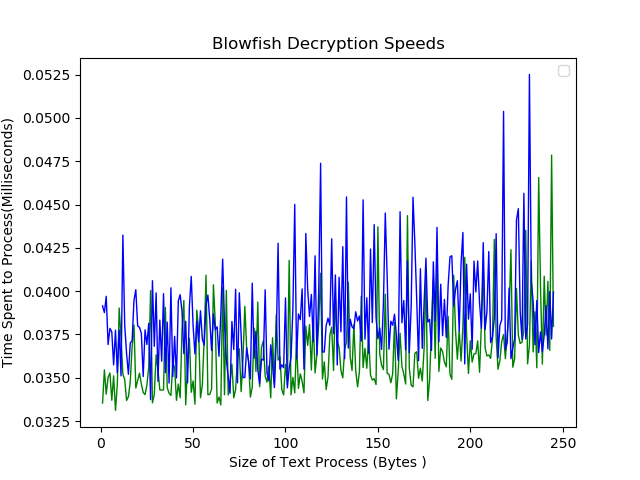 Blowfish Decryption Speeds
0.0525
0.0500
0.0475
0.0450
0.0425
0.0400
0.0375
0.0350
0.0325
Time Spent to Process(Milliseconds)
0 50 100 150 200 250
Size of Text Process (Bytes )